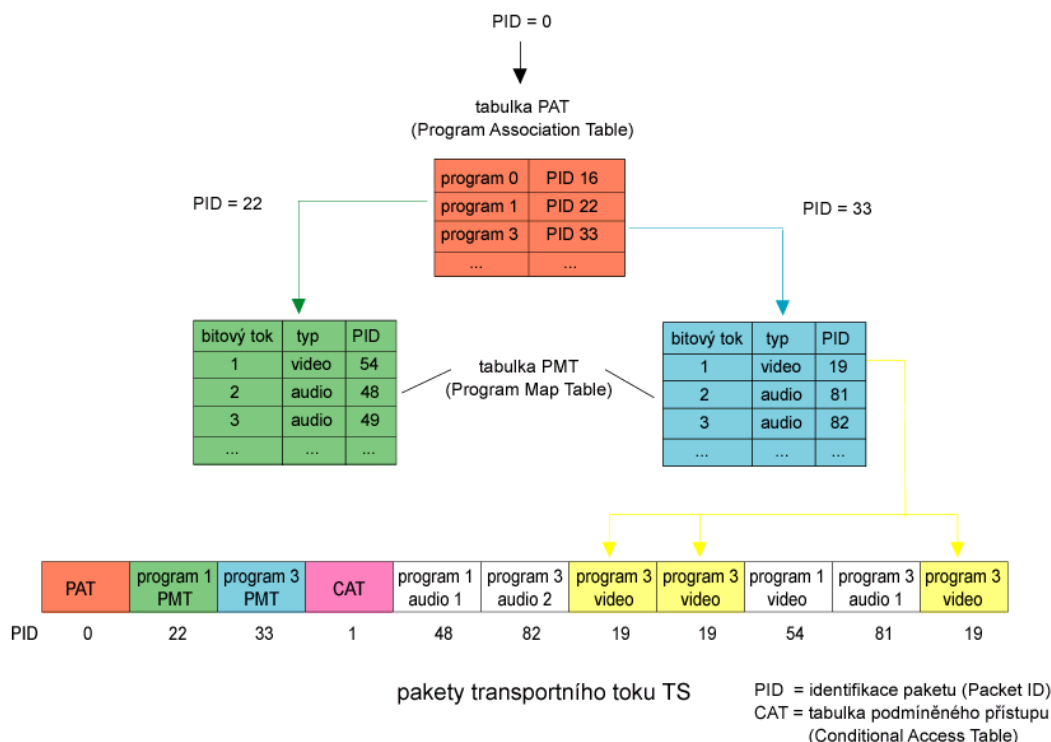 PID = 0
tabulka PAT
(Program Association Table)
program 0 PID 16
program 1 PID 22
program 3 PID 33
... ...
PID = 22
PID = 33
bitový tok typ PID
1 video 54
2 audio 48
3 audio 49
... ... ...
tabulka PMT
(Program Map Table)
bitový tok typ PID
1 video 19
2 audio 81
3 audio 82
... ... ...
PAT
program 1
PMT
program 3
PMT
CAT
program 1
audio 1
program 3
audio 2
program 3
video
program 3
video
program 1
video
program 3
audio 1
program 3
video
PID 0 22 33 1 48 82 19 19 54 81 19
pakety transportního toku TS
PID = identifikace paketu (Packet ID)
CAT = tabulka podmíněného přístupu
(Conditional Access Table)